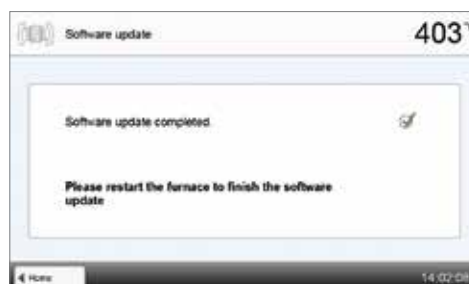 Software update
403
Software update completed
Please restart the furnace to finish the software
update
Home
14:02:08